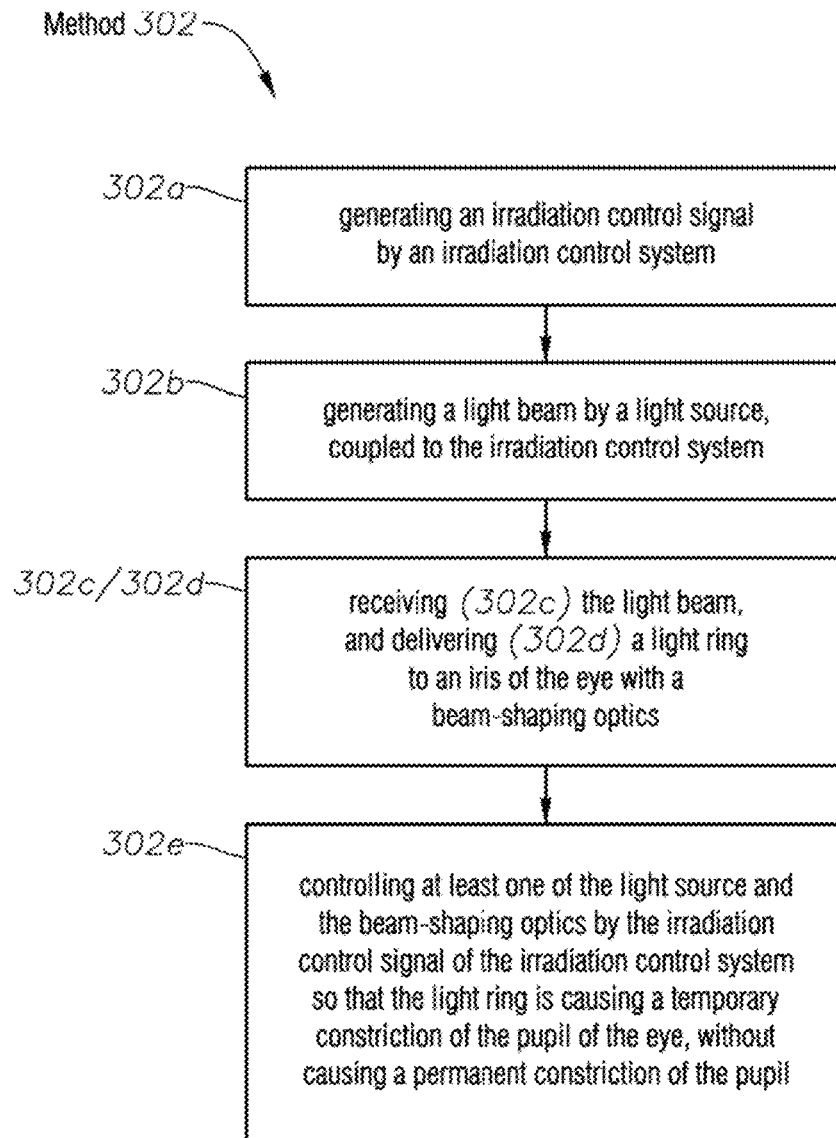 Method 302
302a
generating an irradiation control signal
by an irradiation control system
302b
generating a light beam by a light source,
coupled to the irradiation control system
302c/302d
receiving (302c) the light beam,
and delivering (302d) a light ring
to an iris of the eye with a
beam-shaping optics
302e
controlling at least one of the light source and
the beam-shaping optics by the irradiation
control signal of the irradiation control system
so that the light ring is causing a temporary
constriction of the pupil of the eye, without
causing a permanent constriction of the pupil